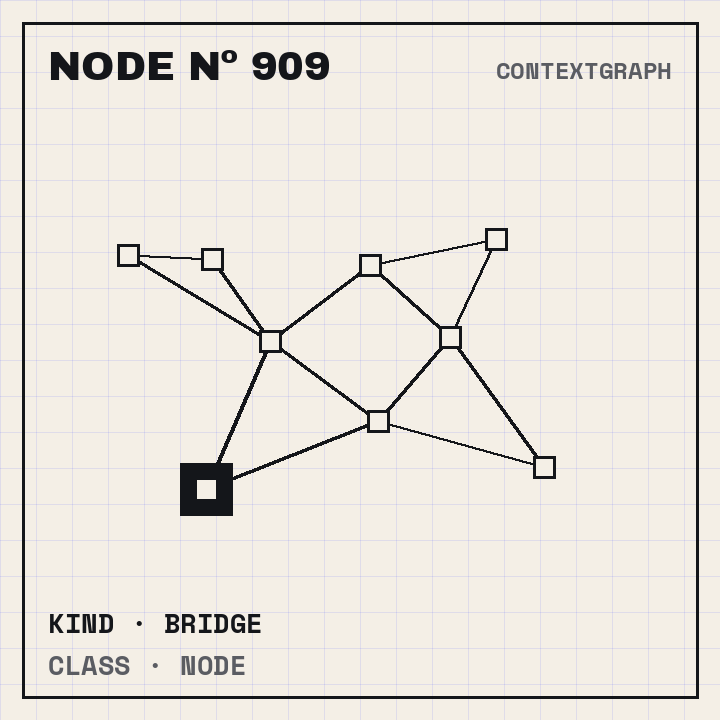 NODE Nº 909
CONTEXTGRAPH
KIND · BRIDGE
CLASS · NODE